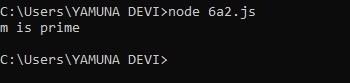 C:\Users\YAMUNA DEVI>node 6a2.js
m is prime
C:\Users\YAMUNA DEVI>